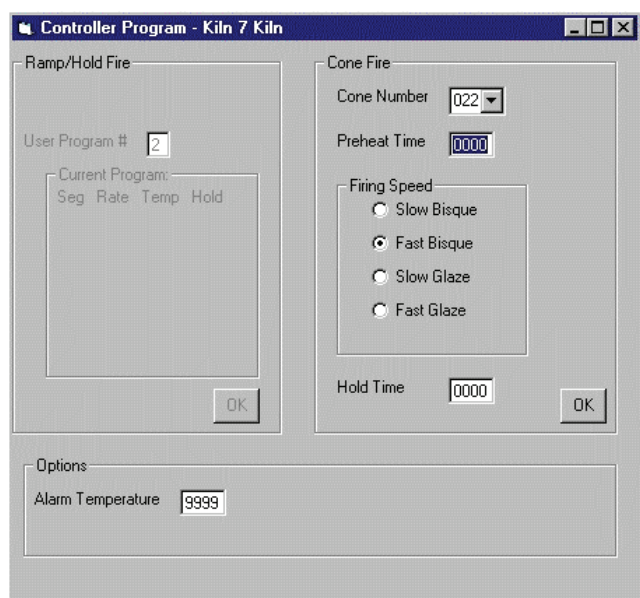 Controller Program - Kiln 7 Kiln
Ramp/Hold Fire
User Program # 2
Current Program:
Seg Rate Temp Hold
OK
Cone Fire
Cone Number 022
Preheat Time 0000
Firing Speed
Slow Bisque
Fast Bisque
Slow Glaze
Fast Glaze
Hold Time 0000
OK
Options
Alarm Temperature 9999